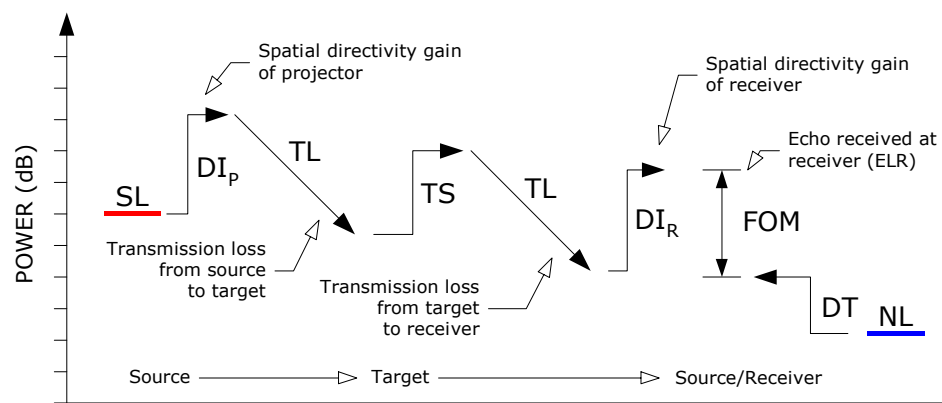 POWER (dB)
Spatial directivity gain
of projector
Spatial directivity gain
of receiver
Echo received at
receiver (ELR)
SL
DIP
TL
TS
TL
DIR
FOM
DT
NL
Transmission loss
from source
to target
Transmission loss
from target
to receiver
Source
Target
Source/Receiver